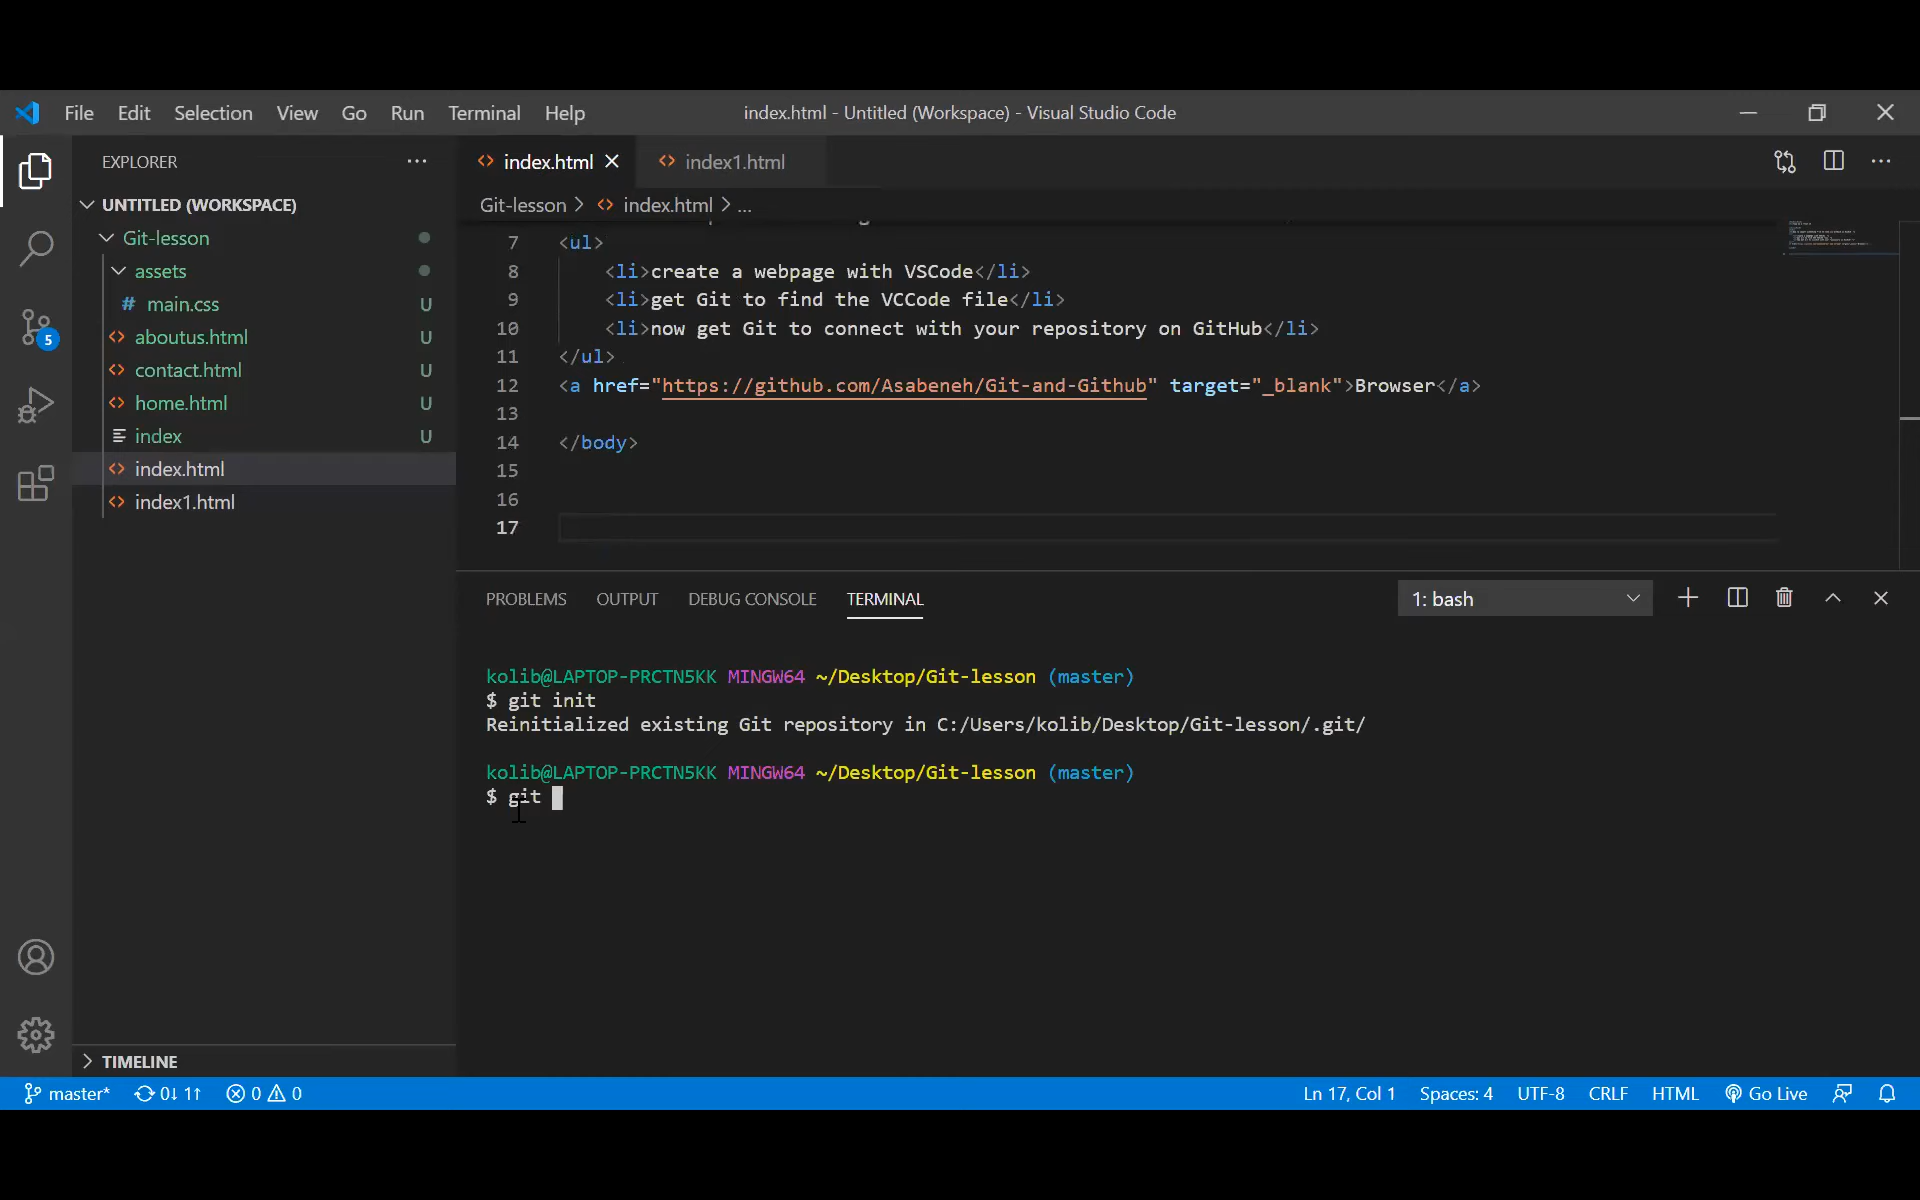 File Edit Selection View Go Run Terminal Help
index.html - Untitled (Workspace) - Visual Studio Code
EXPLORER
UNTITLED (WORKSPACE)
Git-lesson
assets
# main.css U
aboutus.html U
contact.html U
home.html U
index U
index.html
index1.html
5
TIMELINE
index.html index1.html
Git-lesson > index.html > ...
7 <ul>
8 <li>create a webpage with VSCode</li>
9 <li>get Git to find the VCCode file</li>
10 <li>now get Git to connect with your repository on GitHub</li>
11 </ul>
12 <a href="https://github.com/Asabeneh/Git-and-Github" target="_blank">Browser</a>
13
14 </body>
15
16
17
PROBLEMS OUTPUT DEBUG CONSOLE TERMINAL 1: bash
kolib@LAPTOP-PRCTN5KK MINGW64 ~/Desktop/Git-lesson (master)
$ git init
Reinitialized existing Git repository in C:/Users/kolib/Desktop/Git-lesson/.git/
kolib@LAPTOP-PRCTN5KK MINGW64 ~/Desktop/Git-lesson (master)
$ git
master* 0↓ 1↑ 0 0 Ln 17, Col 1 Spaces: 4 UTF-8 CRLF HTML Go Live